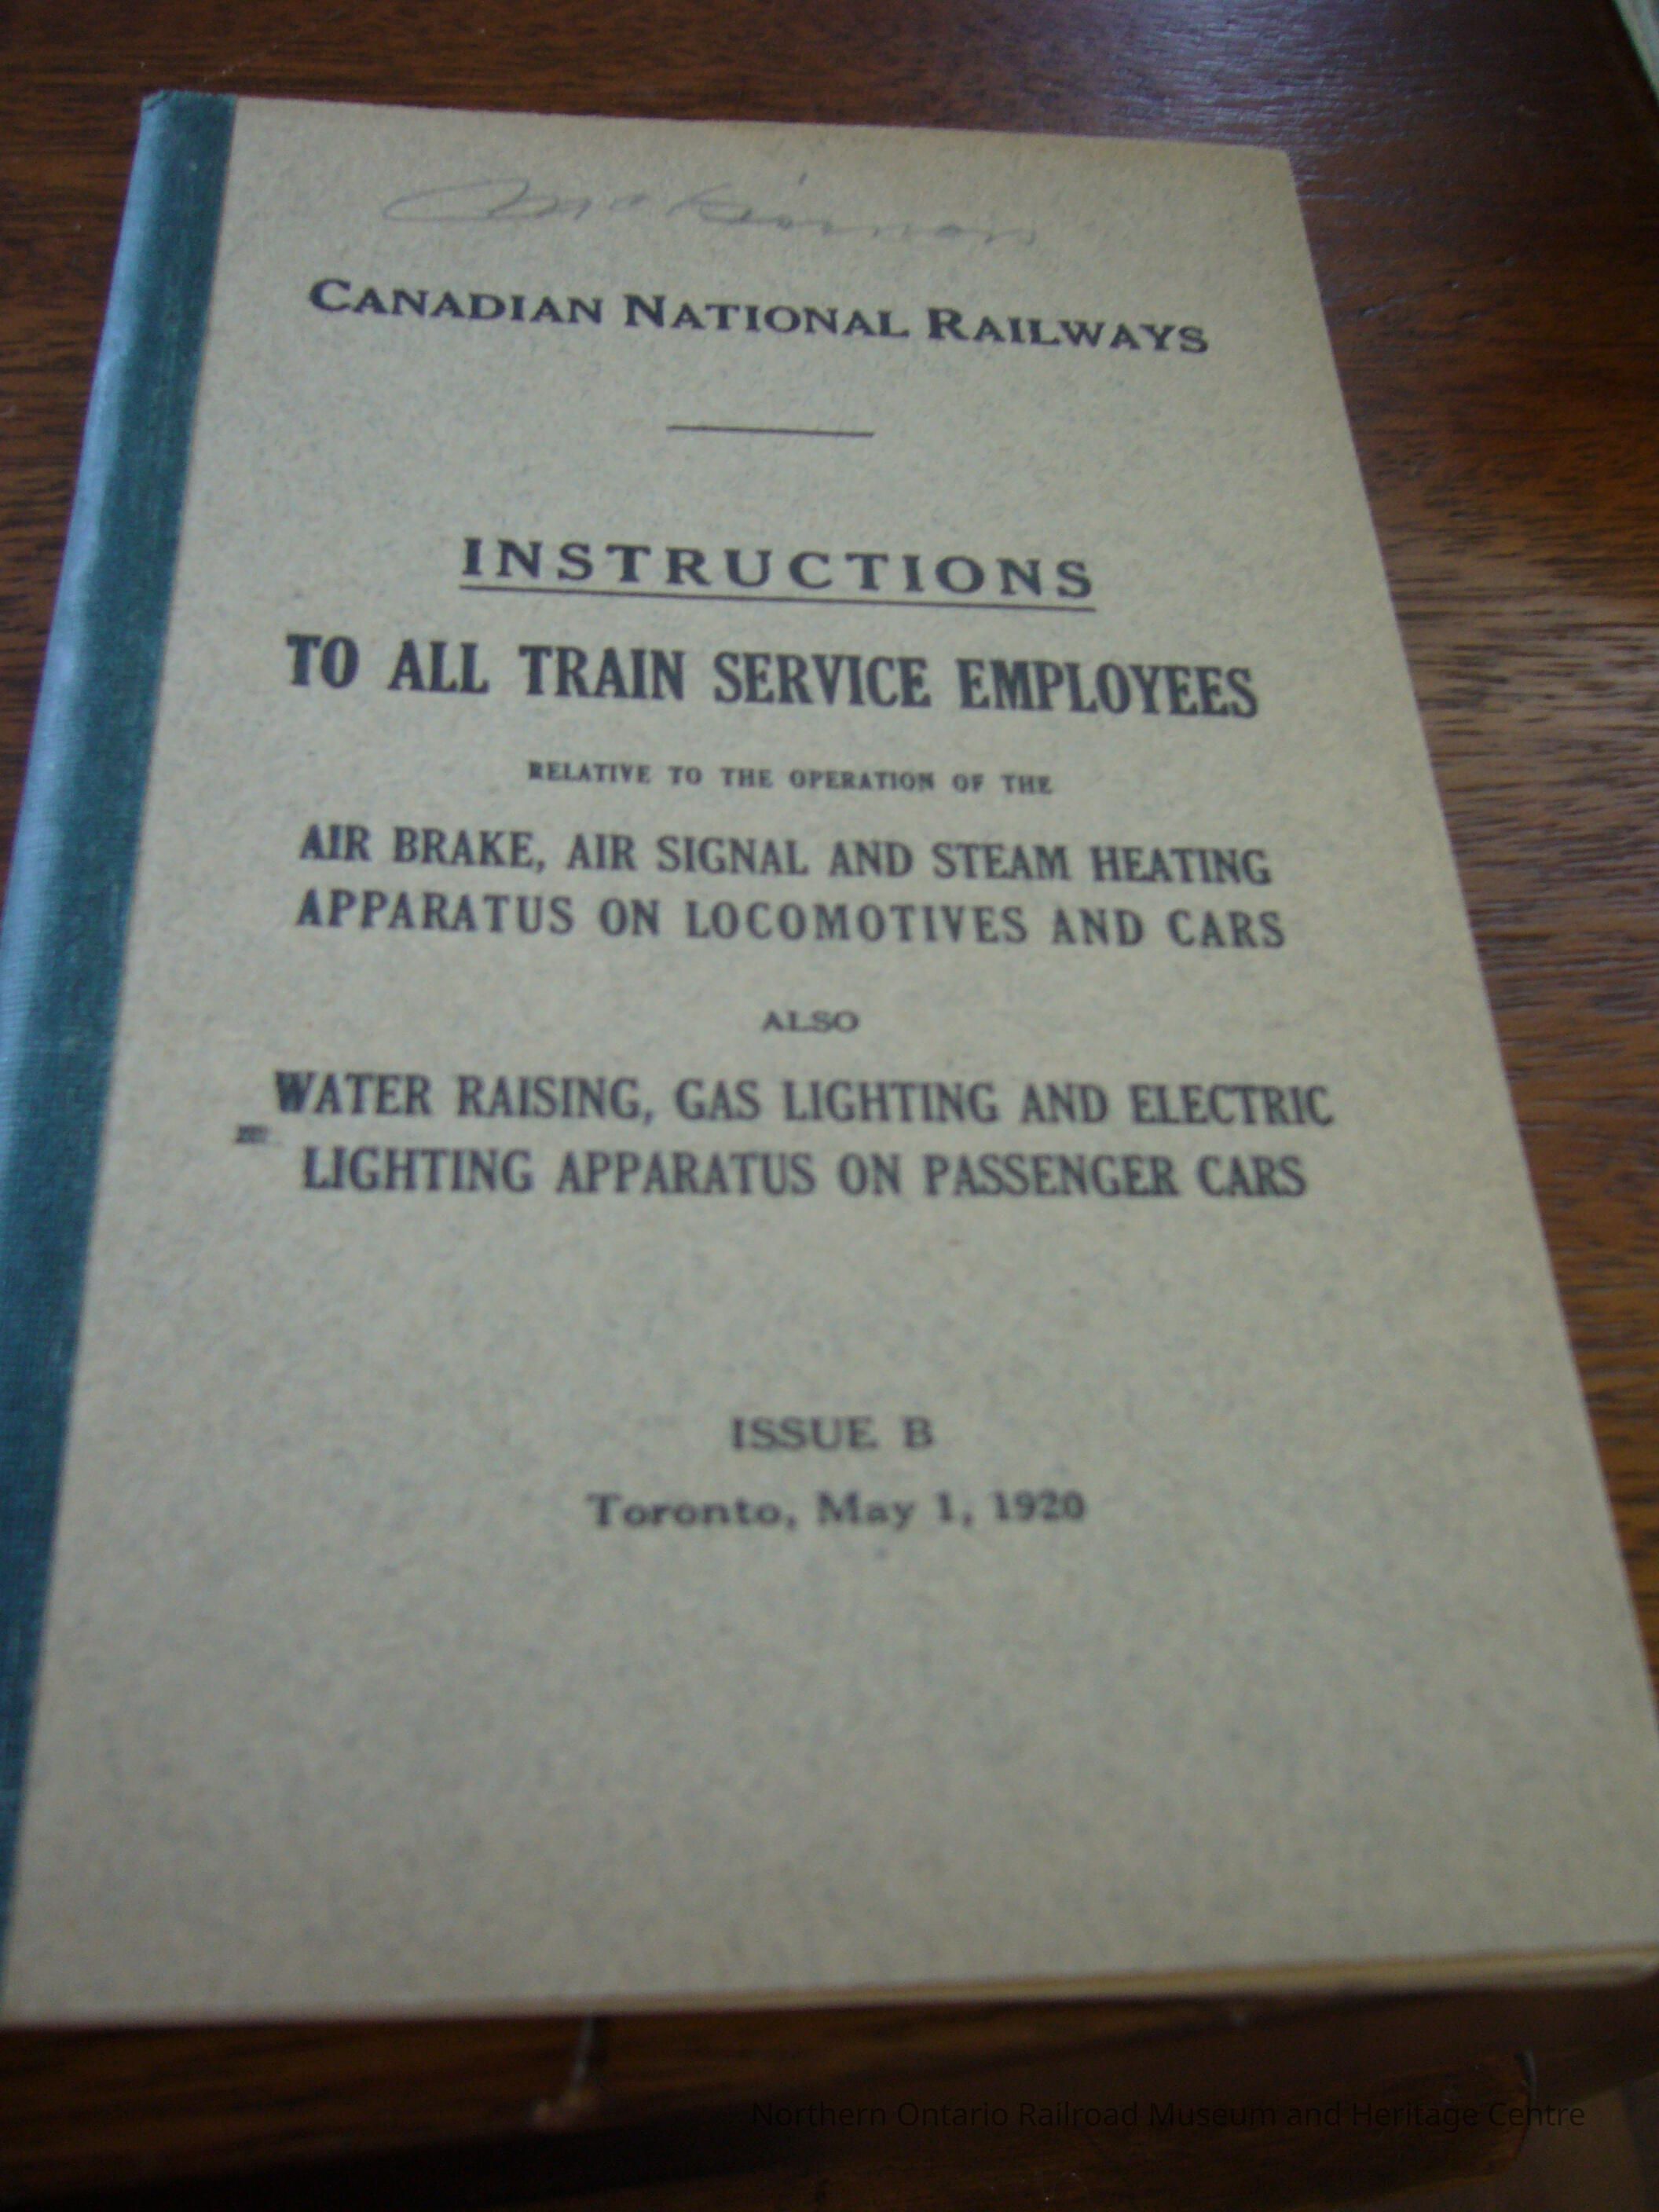 McKinnon
CANADIAN NATIONAL RAILWAYS
INSTRUCTIONS
TO ALL TRAIN SERVICE EMPLOYEES
RELATIVE TO THE OPERATION OF THE
AIR BRAKE, AIR SIGNAL AND STEAM HEATING
APPARATUS ON LOCOMOTIVES AND CARS
ALSO
WATER RAISING, GAS LIGHTING AND ELECTRIC
LIGHTING APPARATUS ON PASSENGER CARS
ISSUE B
Toronto, May 1, 1920
Northern Ontario Railroad Museum and Heritage Centre